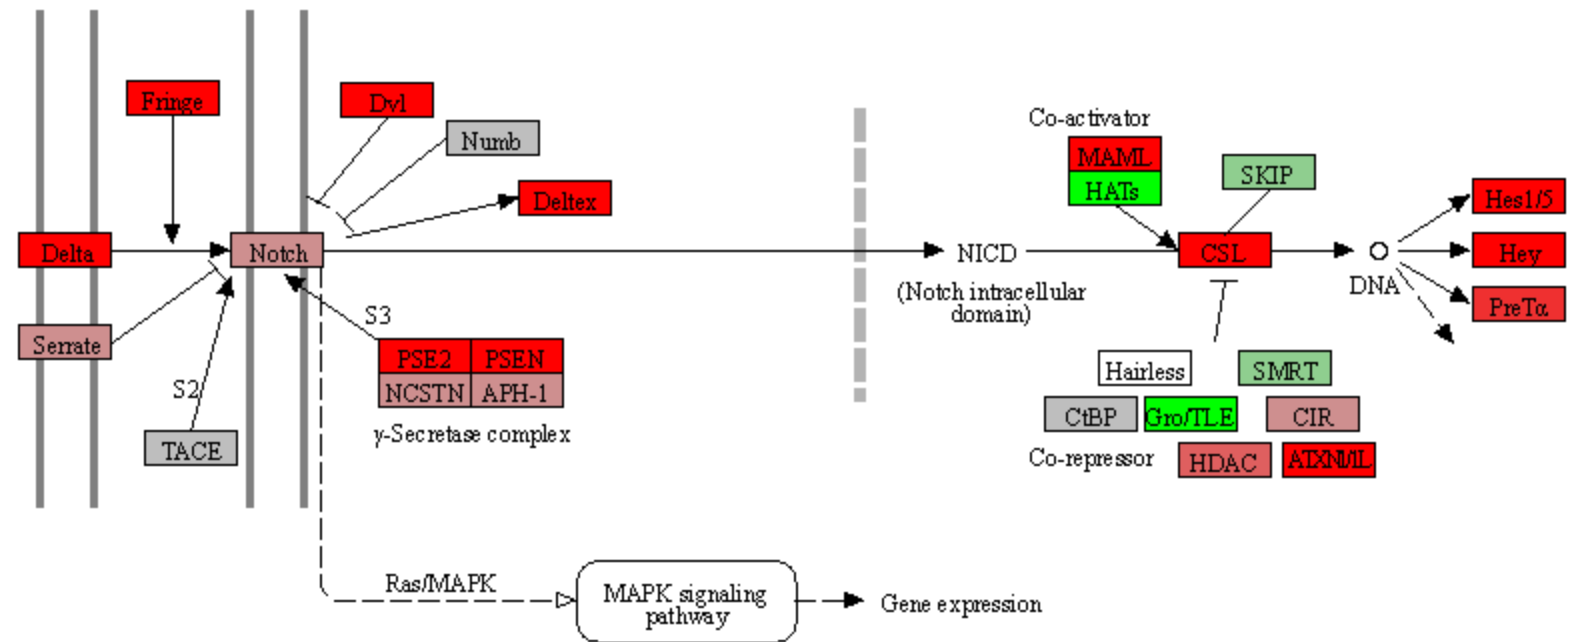 Fringe
Dvl
Numb
Deltex
Delta
Notch
Serrate
S2
TACE
S3
PSE2 PSEN
NCSTN APH-1
γ-Secretase complex
NICD
(Notch intracellular
domain)
Co-activator
MAML
HATs
SKIP
CSL
DNA
Hes1/5
Hey
PreTα
Hairless
SMRT
CtBP
Gro/TLE
CIR
Co-repressor
HDAC
ATXN1/1L
Ras/MAPK
MAPK signaling
pathway
Gene expression